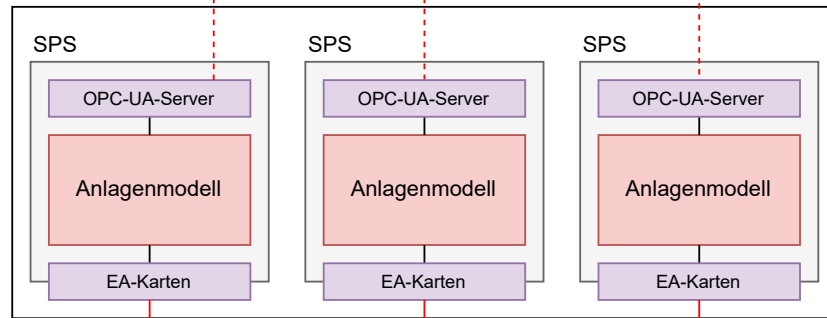 SPS
SPS
SPS
OPC-UA-Server
OPC-UA-Server
OPC-UA-Server
Anlagenmodell
Anlagenmodell
Anlagenmodell
EA-Karten
EA-Karten
EA-Karten